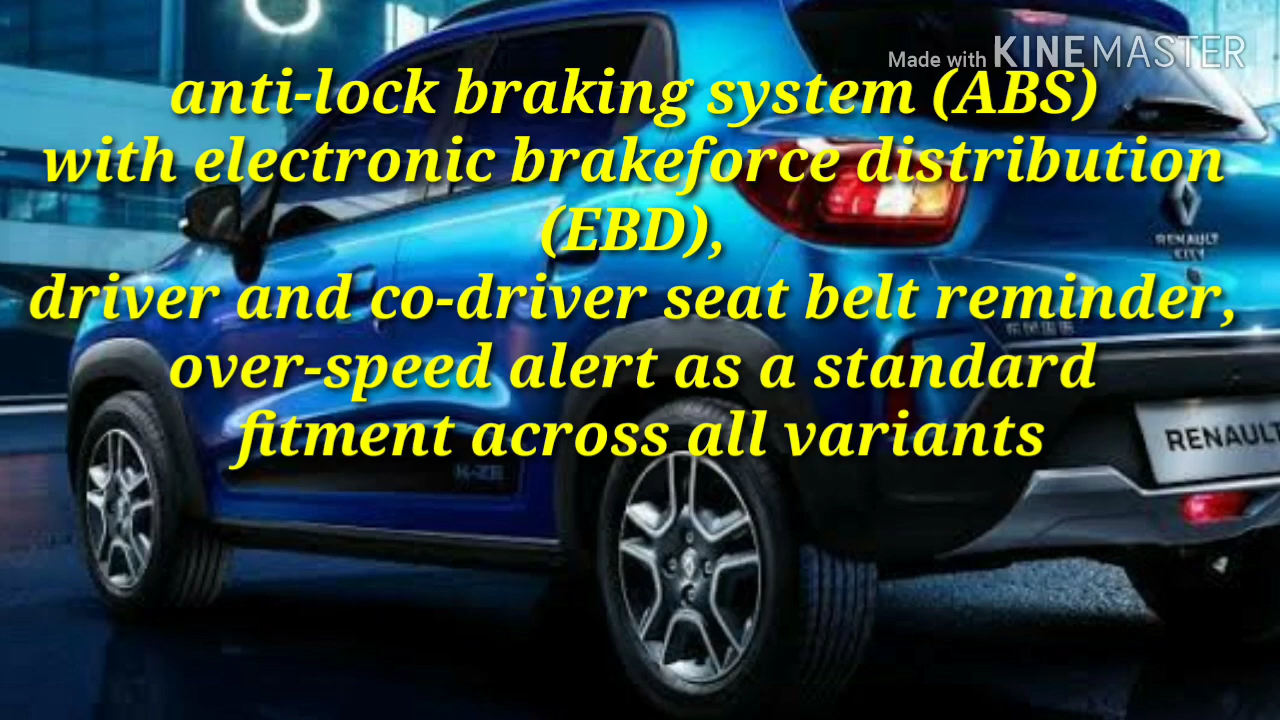 Made with KINEMASTER
anti-lock braking system (ABS)
with electronic brakeforce distribution
(EBD),
driver and co-driver seat belt reminder,
over-speed alert as a standard
fitment across all variants
RENAULT
K-ZE
RENAULT